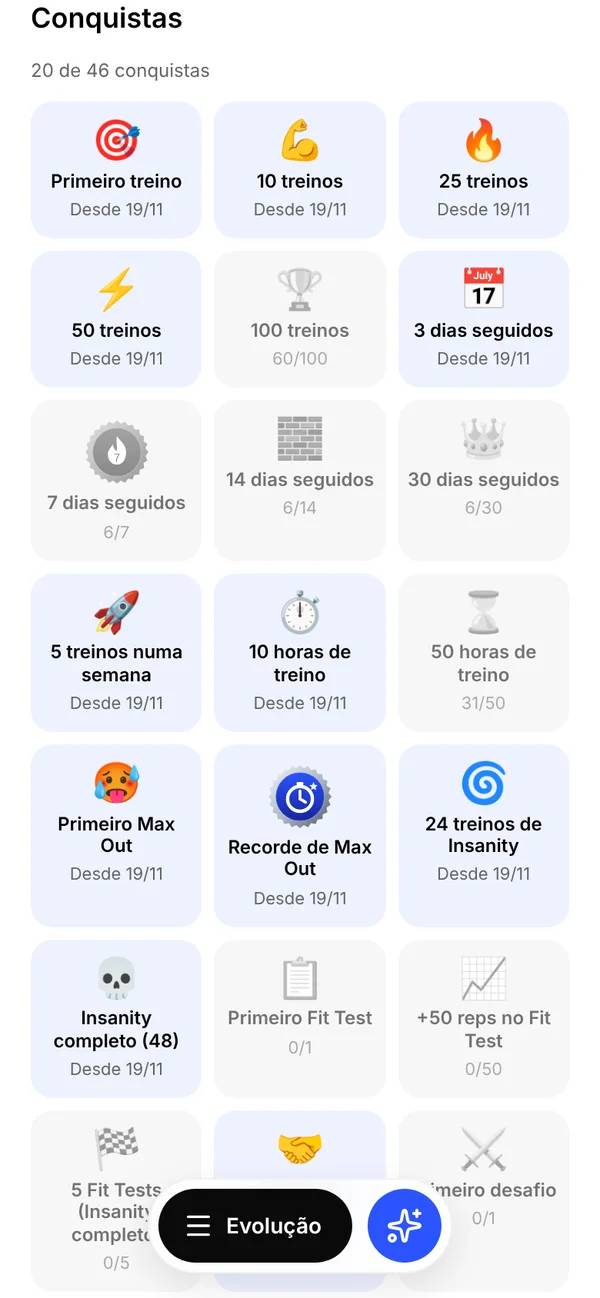 Conquistas
20 de 46 conquistas
Primeiro treino
Desde 19/11
10 treinos
Desde 19/11
25 treinos
Desde 19/11
50 treinos
Desde 19/11
100 treinos
60/100
July
17
3 dias seguidos
Desde 19/11
7
7 dias seguidos
6/7
14 dias seguidos
6/14
30 dias seguidos
6/30
5 treinos numa
semana
Desde 19/11
10 horas de
treino
Desde 19/11
50 horas de
treino
31/50
Primeiro Max
Out
Desde 19/11
Recorde de Max
Out
Desde 19/11
24 treinos de
Insanity
Desde 19/11
Insanity
completo (48)
Desde 19/11
Primeiro Fit Test
0/1
+50 reps no Fit
Test
0/50
5 Fit Tests
(Insanity
0/5
desafio
0/1
Evolução